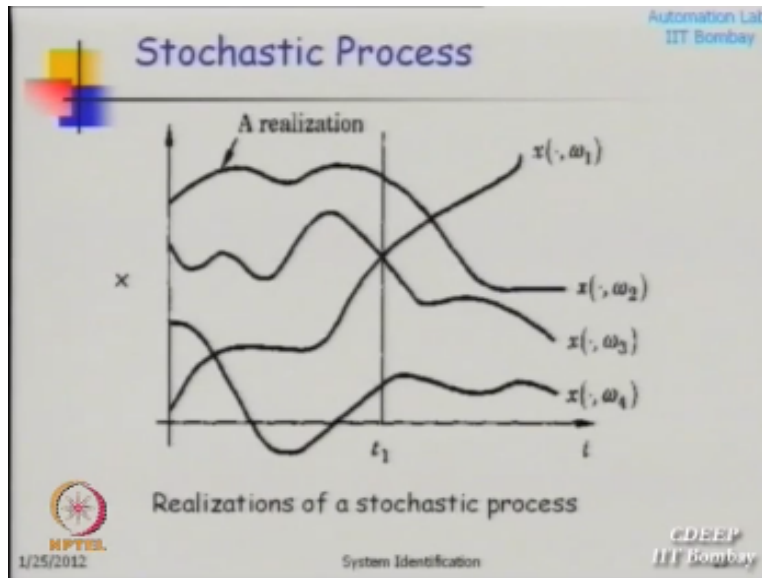 Automation Lab
IIT Bombay
Stochastic Process
A realization
x(·, ω₁)
x
x(·, ω₂)
x(·, ω₃)
x(·, ω₄)
t₁
t
Realizations of a stochastic process
NPTEL
1/25/2012
System Identification
CDEEP
IIT Bombay